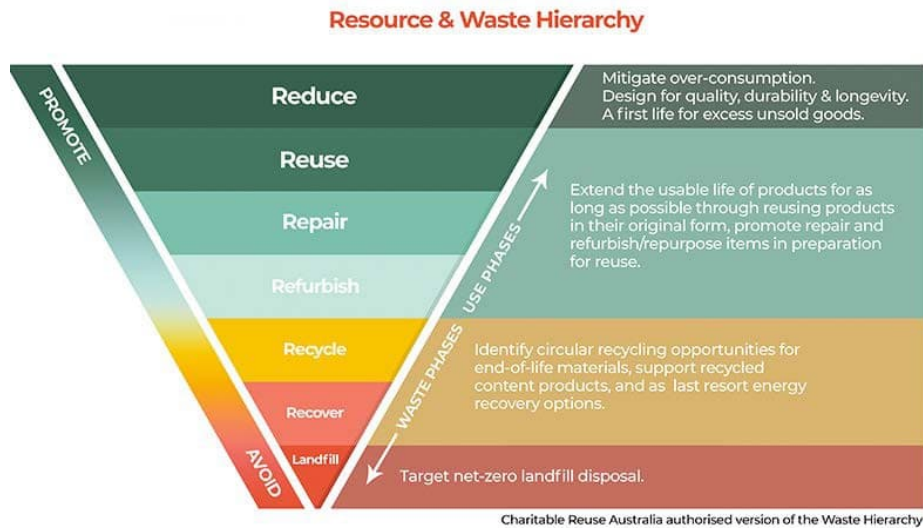 Resource & Waste Hierarchy
PROMOTE
AVOID
Reduce
Reuse
Repair
Refurbish
Recycle
Recover
Landfill
USE PHASES
WASTE PHASES
Mitigate over-consumption.
Design for quality, durability & longevity.
A first life for excess unsold goods.
Extend the usable life of products for as
long as possible through reusing products
in their original form, promote repair and
refurbish/repurpose items in preparation
for reuse.
Identify circular recycling opportunities for
end-of-life materials, support recycled
content products, and as last resort energy
recovery options.
Target net-zero landfill disposal.
Charitable Reuse Australia authorised version of the Waste Hierarchy